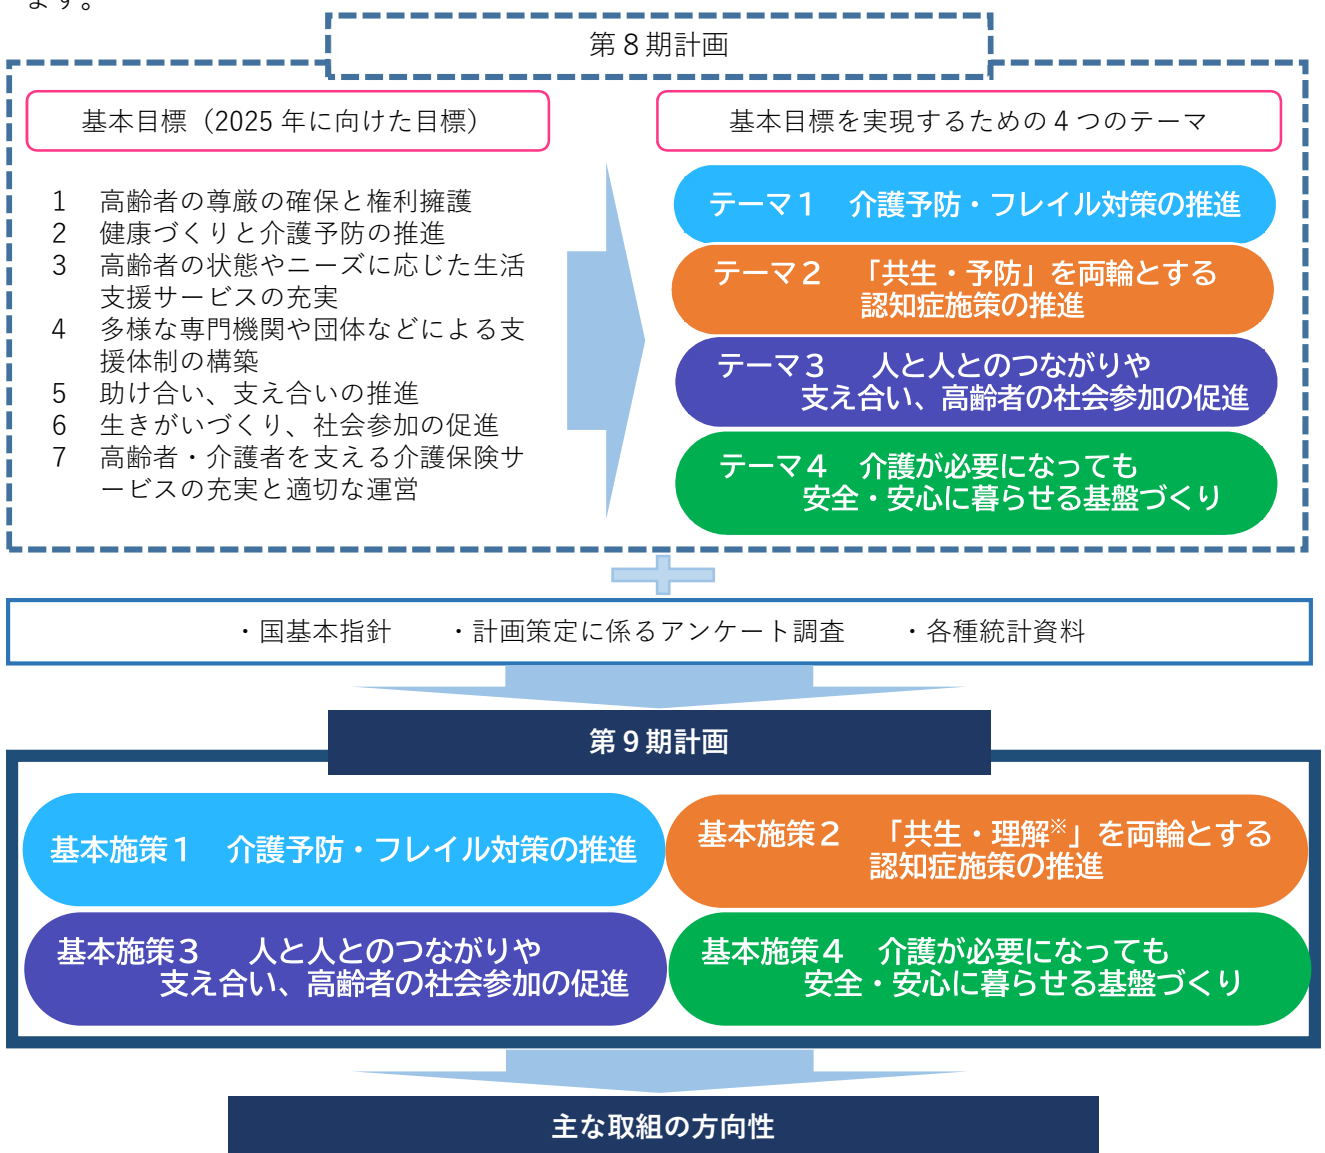 ます。
第８期計画
基本目標（2025 年に向けた目標）
1 高齢者の尊厳の確保と権利擁護
2 健康づくりと介護予防の推進
3 高齢者の状態やニーズに応じた生活
支援サービスの充実
4 多様な専門機関や団体などによる支
援体制の構築
5 助け合い、支え合いの推進
6 生きがいづくり、社会参加の促進
7 高齢者・介護者を支える介護保険サ
ービスの充実と適切な運営
基本目標を実現するための４つのテーマ
テーマ１ 介護予防・フレイル対策の推進
テーマ２ 「共生・予防」を両輪とする
認知症施策の推進
テーマ３ 人と人とのつながりや
支え合い、高齢者の社会参加の促進
テーマ４ 介護が必要になっても
安全・安心に暮らせる基盤づくり
・国基本指針 ・計画策定に係るアンケート調査 ・各種統計資料
第９期計画
基本施策１ 介護予防・フレイル対策の推進
基本施策２ 「共生・理解※」を両輪とする
認知症施策の推進
基本施策３ 人と人とのつながりや
支え合い、高齢者の社会参加の促進
基本施策４ 介護が必要になっても
安全・安心に暮らせる基盤づくり
主な取組の方向性